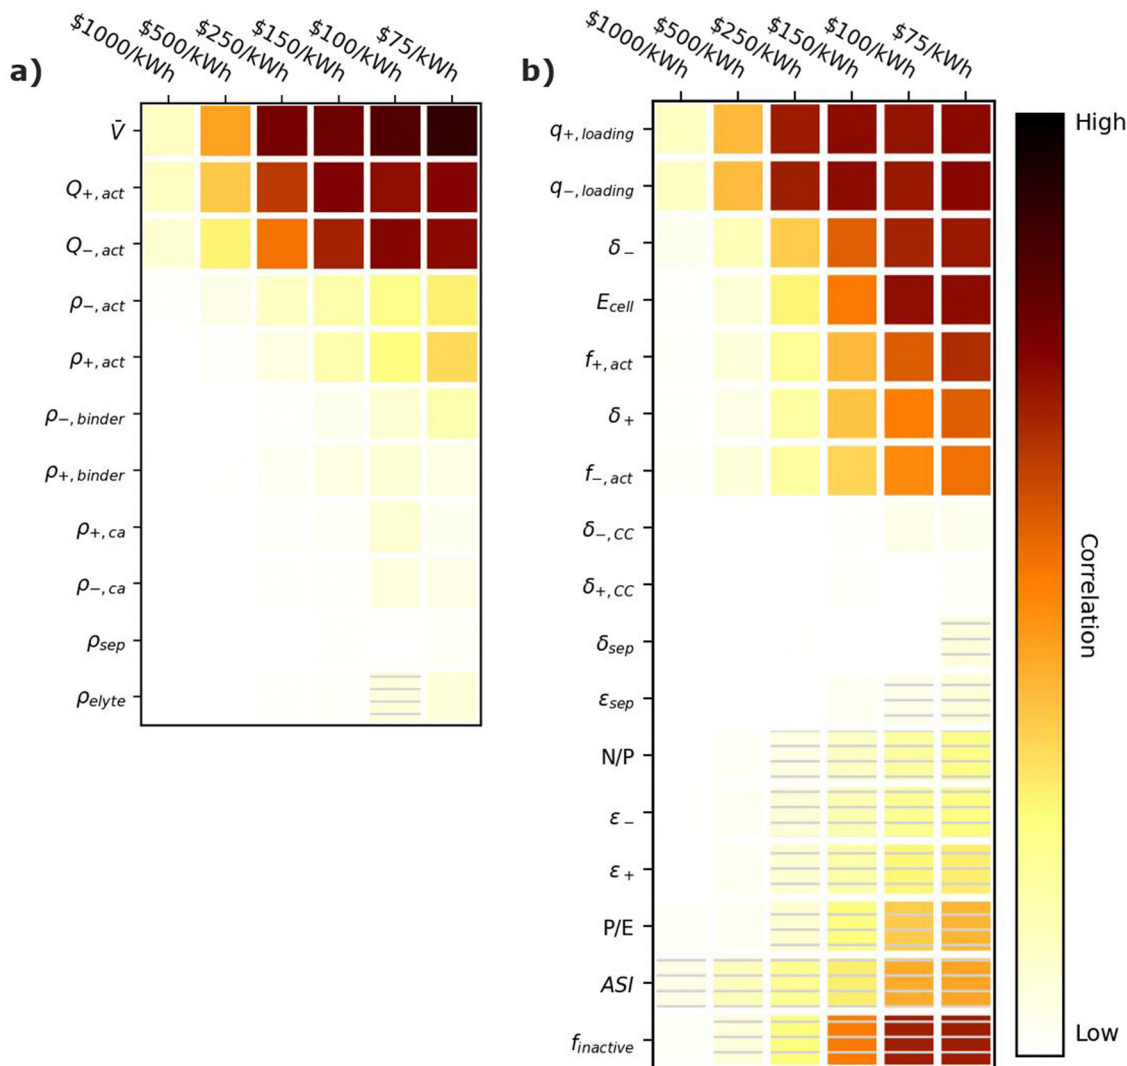 a)
$1000/kWh
$500/kWh
$250/kWh
$150/kWh
$100/kWh
$75/kWh
V̄
Q+,act
Q−,act
ρ−,act
ρ+,act
ρ−,binder
ρ+,binder
ρ+,ca
ρ−,ca
ρsep
ρelyte
b)
$1000/kWh
$500/kWh
$250/kWh
$150/kWh
$100/kWh
$75/kWh
q+,loading
q−,loading
δ−
Ecell
f+,act
δ+
f−,act
δ−,CC
δ+,CC
δsep
εsep
N/P
ε−
ε+
P/E
ASI
finactive
High
Correlation
Low